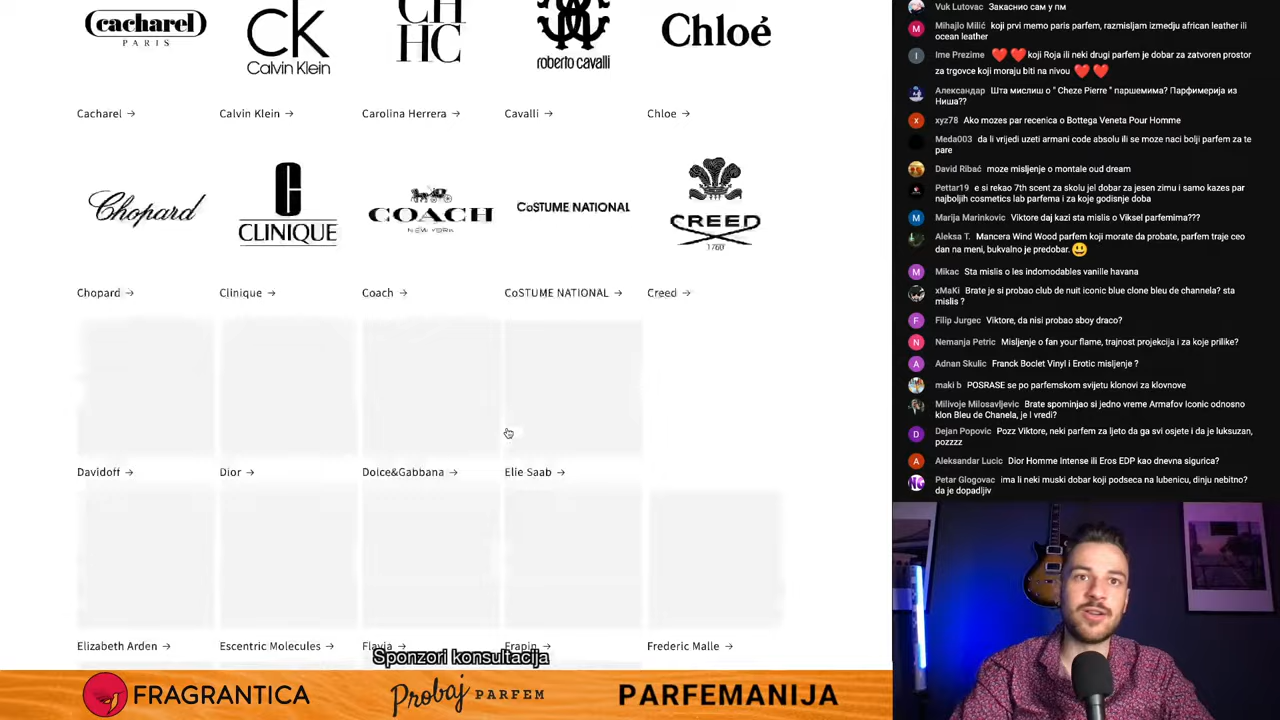 cacharel
PARIS
CK
Calvin Klein
CH
HC
roberto cavalli
Chloé
Cacharel →
Calvin Klein →
Carolina Herrera →
Cavalli →
Chloe →
Chopard
C
CLINIQUE
COACH
NEW YORK
CoSTUME NATIONAL
CREED
1760
Chopard →
Clinique →
Coach →
CoSTUME NATIONAL →
Creed →
Davidoff →
Dior →
Dolce&Gabbana →
Elie Saab →
Elizabeth Arden →
Escentric Molecules →
Flavia →
Frapin →
Frederic Malle →
Sponzori konsultacija
FRAGRANTICA
Probaj PARFEM
PARFEMANIJA
Vuk Lutovac Закаснио сам у пм
Mihajlo Milić koji prvi memo paris parfem, razmisljam izmedju african leather ili
ocean leather
Ime Prezime ❤️❤️ koji Roja ili neki drugi parfem je dobar za zatvoren prostor
za trgovce koji moraju biti na nivou ❤️❤️
Александар Шта мислиш о " Cheze Pierre " паршемима? Парфимерија из
Ниша??
xyz78 Ako mozes par recenica o Bottega Veneta Pour Homme
Meda003 da li vrijedi uzeti armani code absolu ili se moze naci bolji parfem za te
pare
David Ribać moze misljenje o montale oud dream
Pettar19 e si rekao 7th scent za skolu jel dobar za jesen zimu i samo kazes par
najboljih cosmetics lab parfema i za koje godisnje doba
Marija Marinkovic Viktore daj kazi sta mislis o Viksel parfemima???
Aleksa T. Mancera Wind Wood parfem koji morate da probate, parfem traje ceo
dan na meni, bukvalno je predobar. 😃
Mikac Sta mislis o les indomodables vanille havana
xMaKi Brate je si probao club de nuit iconic blue clone bleu de channela? sta
mislis ?
Filip Jurgec Viktore, da nisi probao sboy draco?
Nemanja Petric Misljenje o fan your flame, trajnost projekcija i za koje prilike?
Adnan Skulic Franck Boclet Vinyl i Erotic misljenje ?
maki b POSRASE se po parfemskom svijetu klonovi za klovnove
Milivoje Milosavljevic Brate spominjao si jedno vreme Armafov Iconic odnosno
klon Bleu de Chanela, je l vredi?
Dejan Popovic Pozz Viktore, neki parfem za ljeto da ga svi osjete i da je luksuzan,
pozzzz
Aleksandar Lucic Dior Homme Intense ili Eros EDP kao dnevna sigurica?
Petar Glogovac ima li neki muski dobar koji podseca na lubenicu, dinju nebitno?
da je dopadljiv